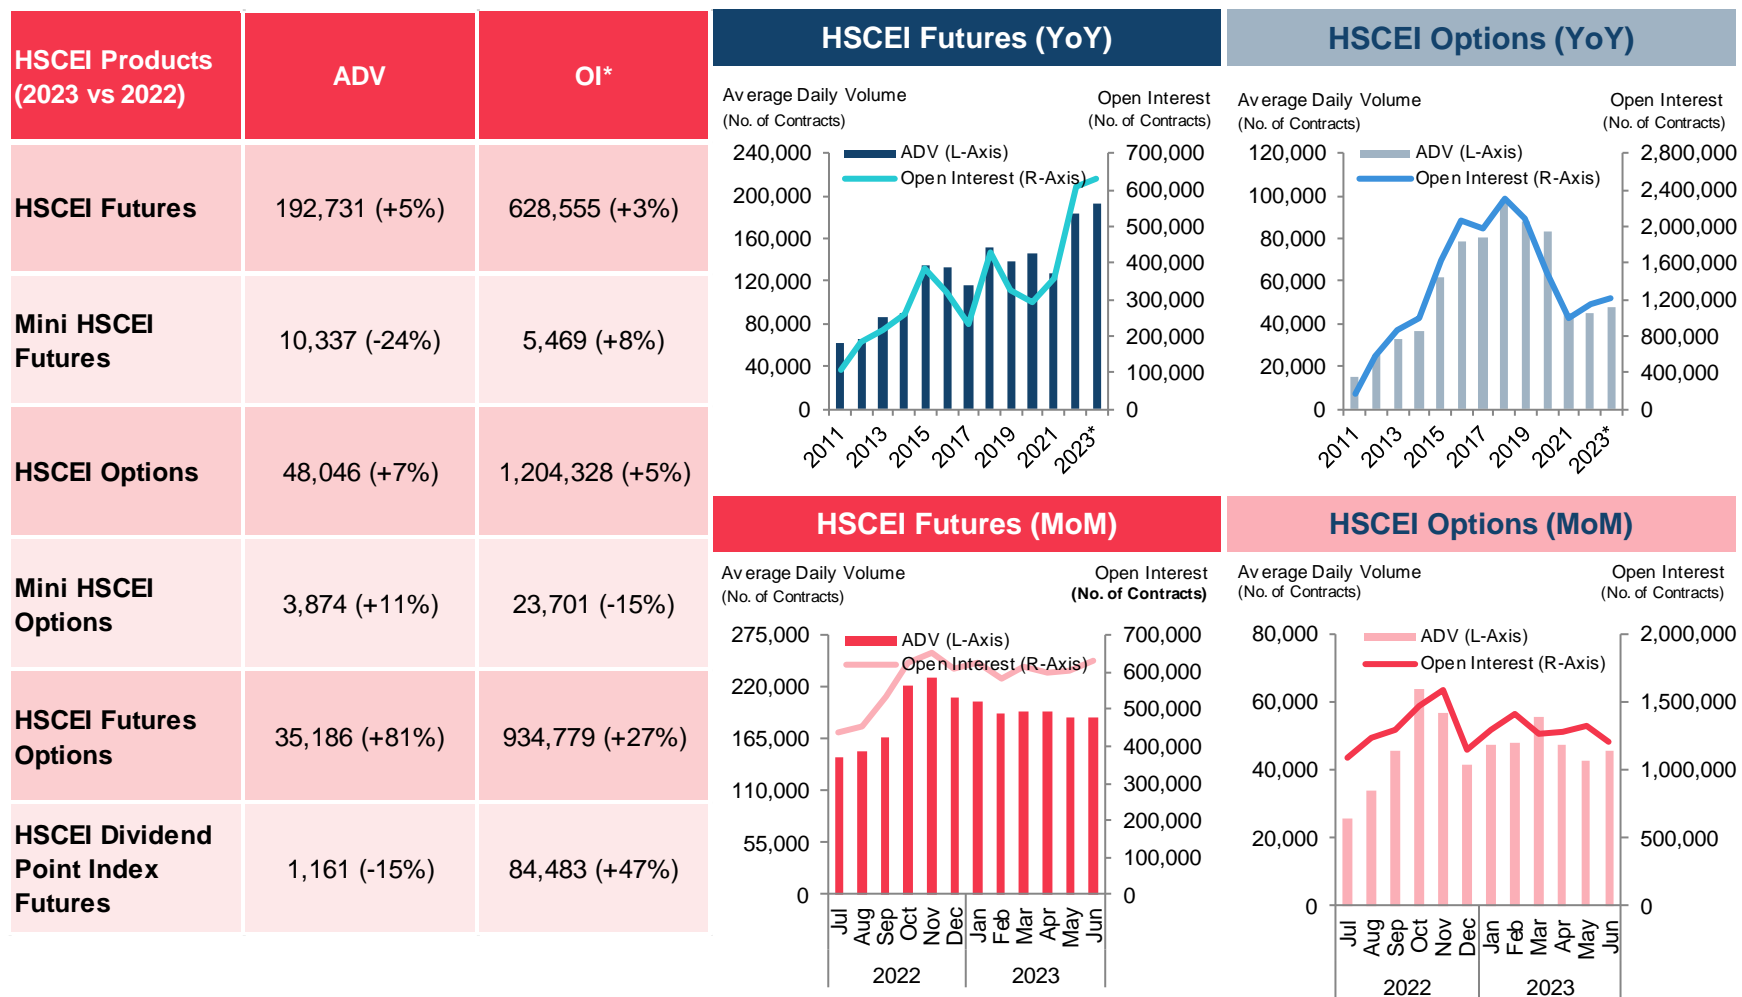 HSCEI Products
(2023 vs 2022)
ADV
OI*
HSCEI Futures
192,731 (+5%)
628,555 (+3%)
Mini HSCEI
Futures
10,337 (-24%)
5,469 (+8%)
HSCEI Options
48,046 (+7%)
1,204,328 (+5%)
Mini HSCEI
Options
3,874 (+11%)
23,701 (-15%)
HSCEI Futures
Options
35,186 (+81%)
934,779 (+27%)
HSCEI Dividend
Point Index
Futures
1,161 (-15%)
84,483 (+47%)
HSCEI Futures (YoY)
Average Daily Volume
(No. of Contracts)
Open Interest
(No. of Contracts)
ADV (L-Axis)
Open Interest (R-Axis)
240,000
200,000
160,000
120,000
80,000
40,000
0
700,000
600,000
500,000
400,000
300,000
200,000
100,000
0
2011
2013
2015
2017
2019
2021
2023*
HSCEI Options (YoY)
Average Daily Volume
(No. of Contracts)
Open Interest
(No. of Contracts)
ADV (L-Axis)
Open Interest (R-Axis)
120,000
100,000
80,000
60,000
40,000
20,000
0
2,800,000
2,400,000
2,000,000
1,600,000
1,200,000
800,000
400,000
0
2011
2013
2015
2017
2019
2021
2023*
HSCEI Futures (MoM)
Average Daily Volume
(No. of Contracts)
Open Interest
(No. of Contracts)
ADV (L-Axis)
Open Interest (R-Axis)
275,000
220,000
165,000
110,000
55,000
0
700,000
600,000
500,000
400,000
300,000
200,000
100,000
0
Jul
Aug
Sep
Oct
Nov
Dec
Jan
Feb
Mar
Apr
May
Jun
2022
2023
HSCEI Options (MoM)
Average Daily Volume
(No. of Contracts)
Open Interest
(No. of Contracts)
ADV (L-Axis)
Open Interest (R-Axis)
80,000
60,000
40,000
20,000
0
2,000,000
1,500,000
1,000,000
500,000
0
Jul
Aug
Sep
Oct
Nov
Dec
Jan
Feb
Mar
Apr
May
Jun
2022
2023